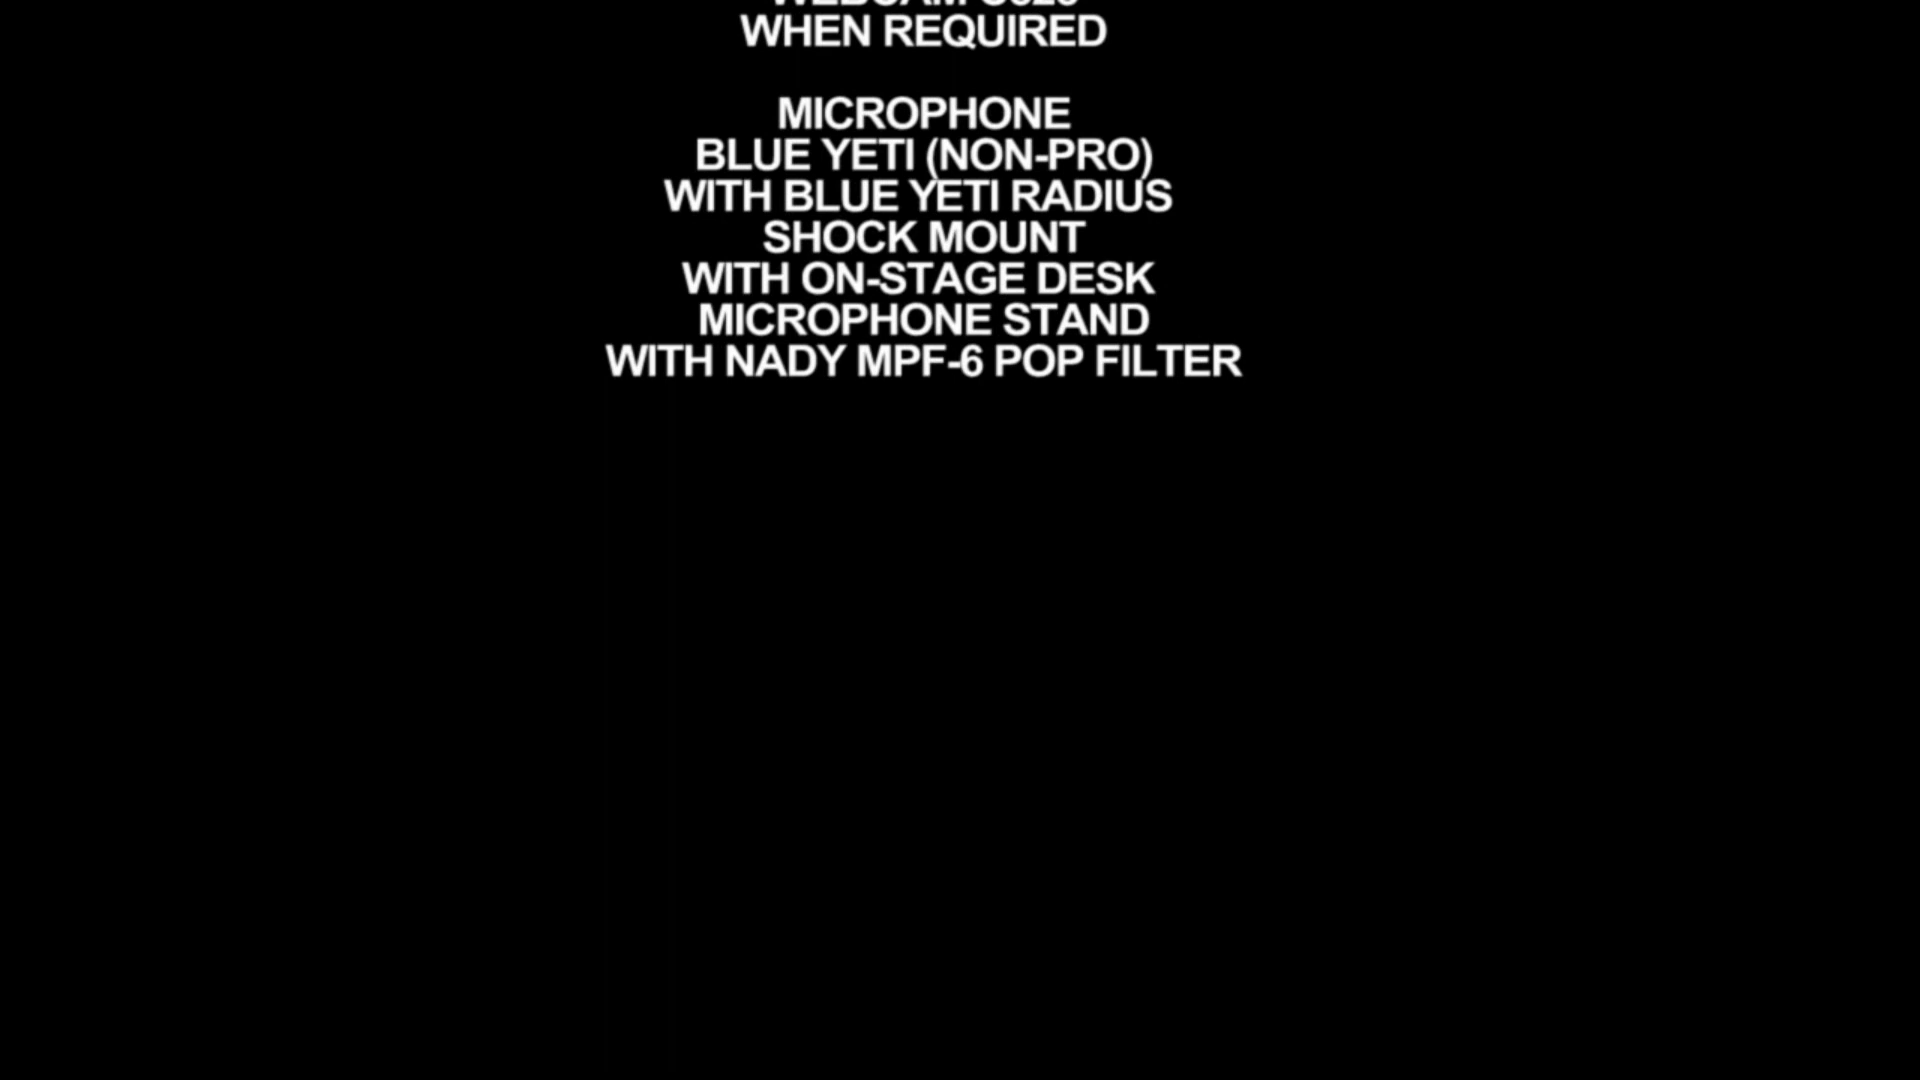 WHEN REQUIRED
MICROPHONE
BLUE YETI (NON-PRO)
WITH BLUE YETI RADIUS
SHOCK MOUNT
WITH ON-STAGE DESK
MICROPHONE STAND
WITH NADY MPF-6 POP FILTER